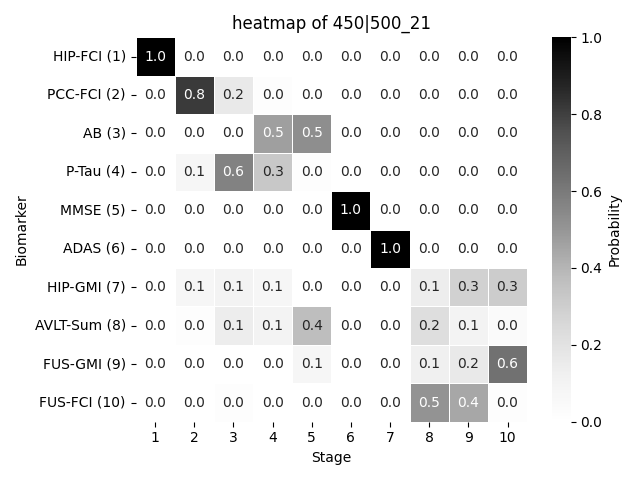 heatmap of 450|500_21
HIP-FCI (1) 1.0 0.0 0.0 0.0 0.0 0.0 0.0 0.0 0.0 0.0
PCC-FCI (2) 0.0 0.8 0.2 0.0 0.0 0.0 0.0 0.0 0.0 0.0
AB (3) 0.0 0.0 0.0 0.5 0.5 0.0 0.0 0.0 0.0 0.0
P-Tau (4) 0.0 0.1 0.6 0.3 0.0 0.0 0.0 0.0 0.0 0.0
MMSE (5) 0.0 0.0 0.0 0.0 0.0 1.0 0.0 0.0 0.0 0.0
ADAS (6) 0.0 0.0 0.0 0.0 0.0 0.0 1.0 0.0 0.0 0.0
HIP-GMI (7) 0.0 0.1 0.1 0.1 0.0 0.0 0.0 0.1 0.3 0.3
AVLT-Sum (8) 0.0 0.0 0.1 0.1 0.4 0.0 0.0 0.2 0.1 0.0
FUS-GMI (9) 0.0 0.0 0.0 0.0 0.1 0.0 0.0 0.1 0.2 0.6
FUS-FCI (10) 0.0 0.0 0.0 0.0 0.0 0.0 0.0 0.5 0.4 0.0
1 2 3 4 5 6 7 8 9 10
Stage
Biomarker
1.0
0.8
0.6
0.4
0.2
0.0
Probability